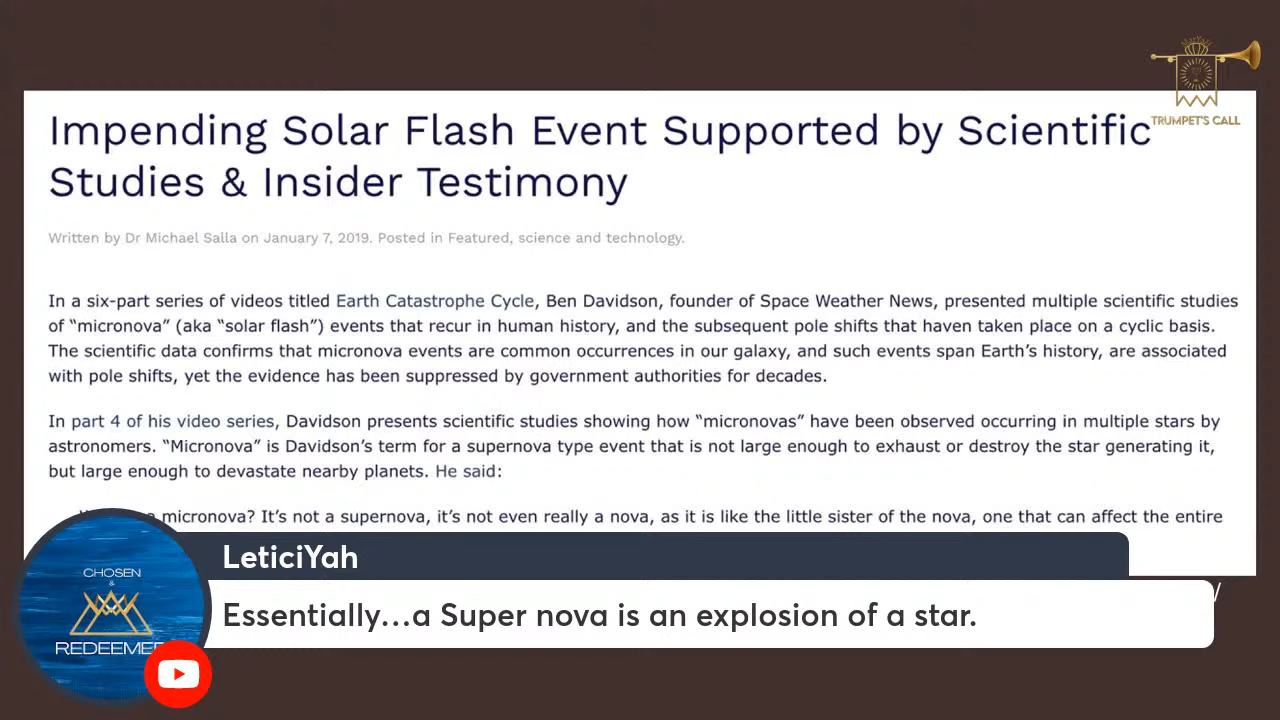 TRUMPET'S CALL
Impending Solar Flash Event Supported by Scientific
Studies & Insider Testimony
Written by Dr Michael Salla on January 7, 2019. Posted in Featured, science and technology.
In a six-part series of videos titled Earth Catastrophe Cycle, Ben Davidson, founder of Space Weather News, presented multiple scientific studies
of “micronova” (aka “solar flash”) events that recur in human history, and the subsequent pole shifts that haven taken place on a cyclic basis.
The scientific data confirms that micronova events are common occurrences in our galaxy, and such events span Earth’s history, are associated
with pole shifts, yet the evidence has been suppressed by government authorities for decades.
In part 4 of his video series, Davidson presents scientific studies showing how “micronovas” have been observed occurring in multiple stars by
astronomers. “Micronova” is Davidson’s term for a supernova type event that is not large enough to exhaust or destroy the star generating it,
but large enough to devastate nearby planets. He said:
micronova? It’s not a supernova, it’s not even really a nova, as it is like the little sister of the nova, one that can affect the entire
LeticiYah
Essentially...a Super nova is an explosion of a star.
CHOSEN
&
REDEEMED